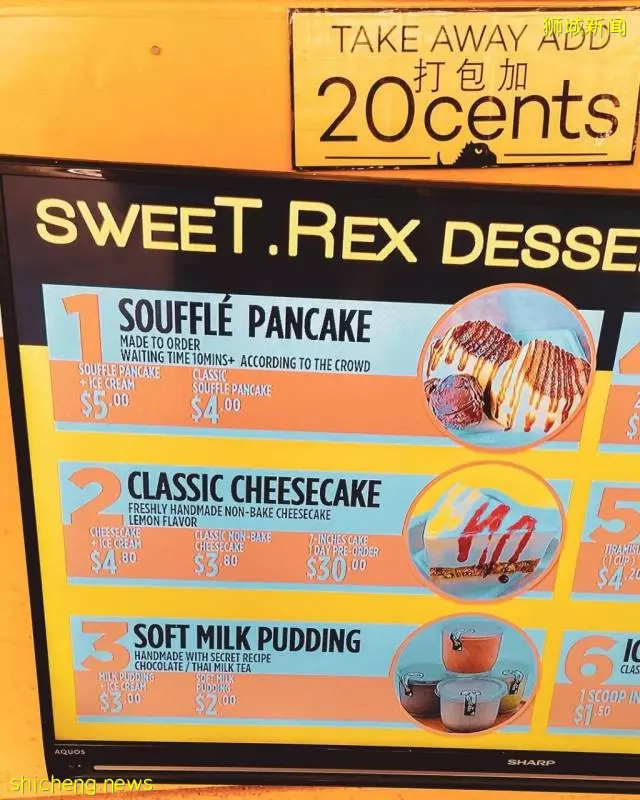 狮城新闻
TAKE AWAY ADD
打包加
20cents
SWEET.REX DESSE
1 SOUFFLÉ PANCAKE
MADE TO ORDER
WAITING TIME 10MINS+ ACCORDING TO THE CROWD
SOUFFLE PANCAKE
+ ICE CREAM
$5.00
CLASSIC
SOUFFLE PANCAKE
$4.00
2 CLASSIC CHEESECAKE
FRESHLY HANDMADE NON-BAKE CHEESECAKE
LEMON FLAVOR
CHEESECAKE
+ ICE CREAM
$4.80
CLASSIC NON-BAKE
CHEESECAKE
$3.80
7-INCHES CAKE
1 DAY PRE-ORDER
$30.00
3 SOFT MILK PUDDING
HANDMADE WITH SECRET RECIPE
CHOCOLATE / THAI MILK TEA
MILK PUDDING
+ ICE CREAM
$3.00
SOFT MILK
PUDDING
$2.00
5
TIRAMISU
(1 CUP)
$4.20
6 IC
CLAS
1 SCOOP IN
$1.50
AQUOS
SHARP
shicheng.news